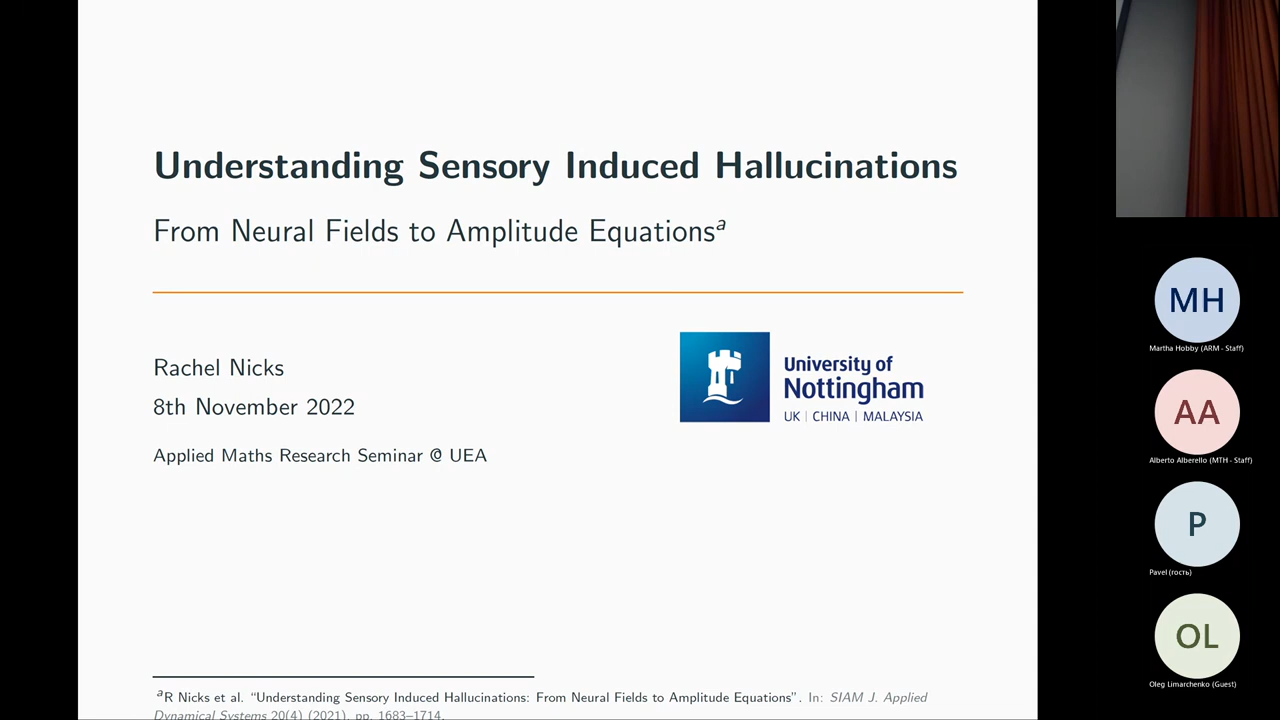 Understanding Sensory Induced Hallucinations
From Neural Fields to Amplitude Equationsᵃ
Rachel Nicks
8th November 2022
Applied Maths Research Seminar @ UEA
University of
Nottingham
UK | CHINA | MALAYSIA
ᵃR Nicks et al. “Understanding Sensory Induced Hallucinations: From Neural Fields to Amplitude Equations”. In: SIAM J. Applied
Dynamical Systems 20(4) (2021), pp. 1683–1714.
MH
Martha Hobby (ARM - Staff)
AA
Alberto Alberello (MTH - Staff)
P
Pavel (гость)
OL
Oleg Limarchenko (Guest)